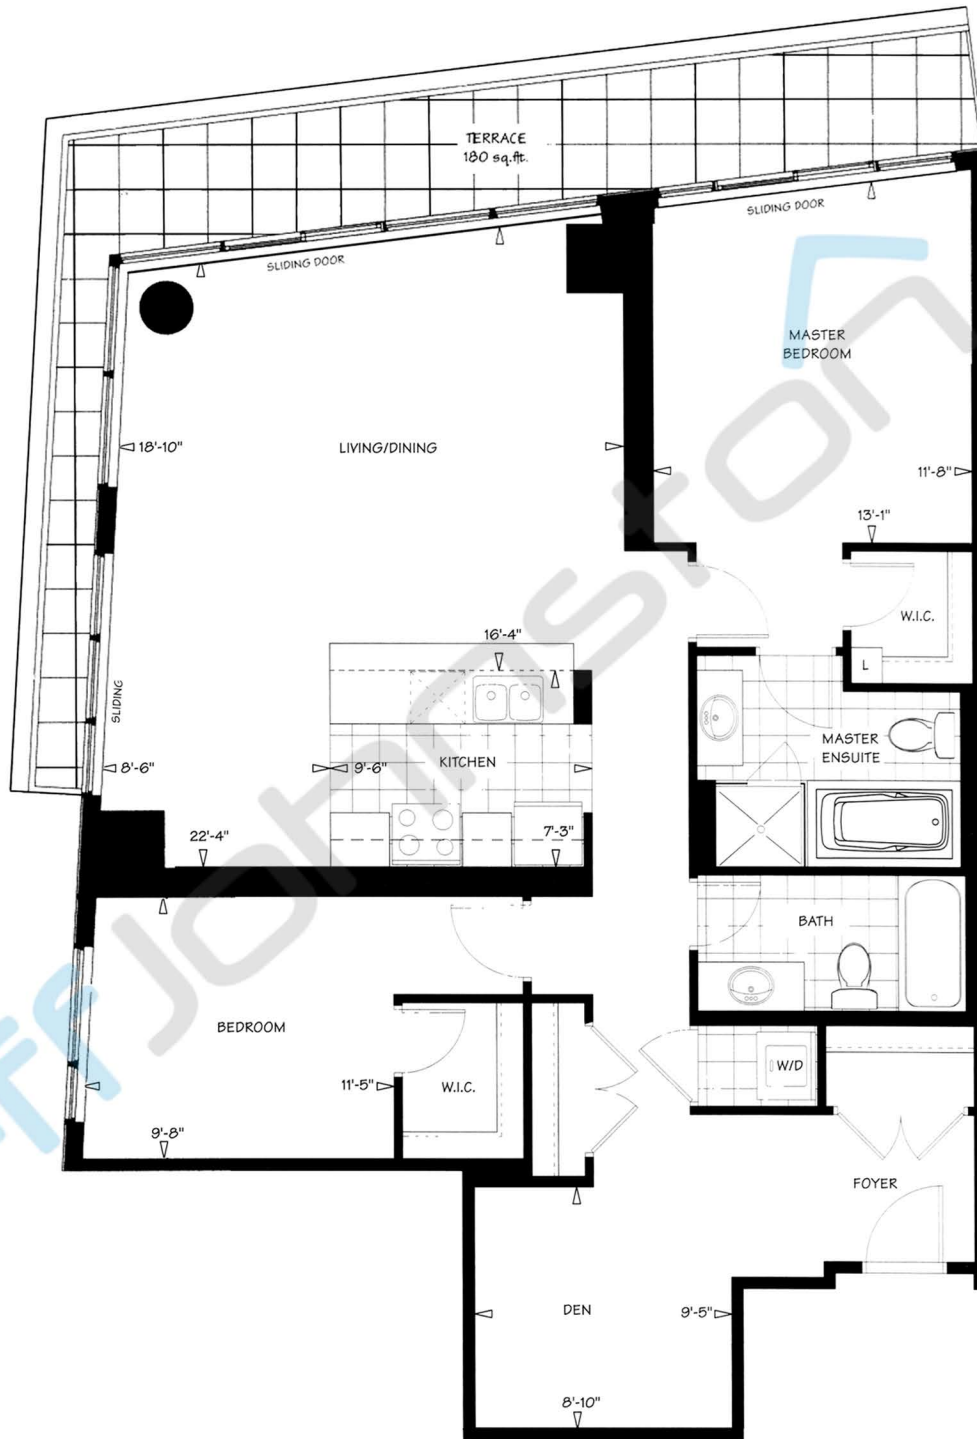 TERRACE
180 sq.ft.
SLIDING DOOR
SLIDING DOOR
MASTER
BEDROOM
18'-10"
LIVING/DINING
11'-8"
13'-1"
W.I.C.
16'-4"
L
SLIDING
MASTER
ENSUITE
8'-6"
9'-6"
KITCHEN
22'-4"
7'-3"
BATH
BEDROOM
W/D
11'-5"
W.I.C.
9'-8"
FOYER
DEN
9'-5"
8'-10"
ff Johnston